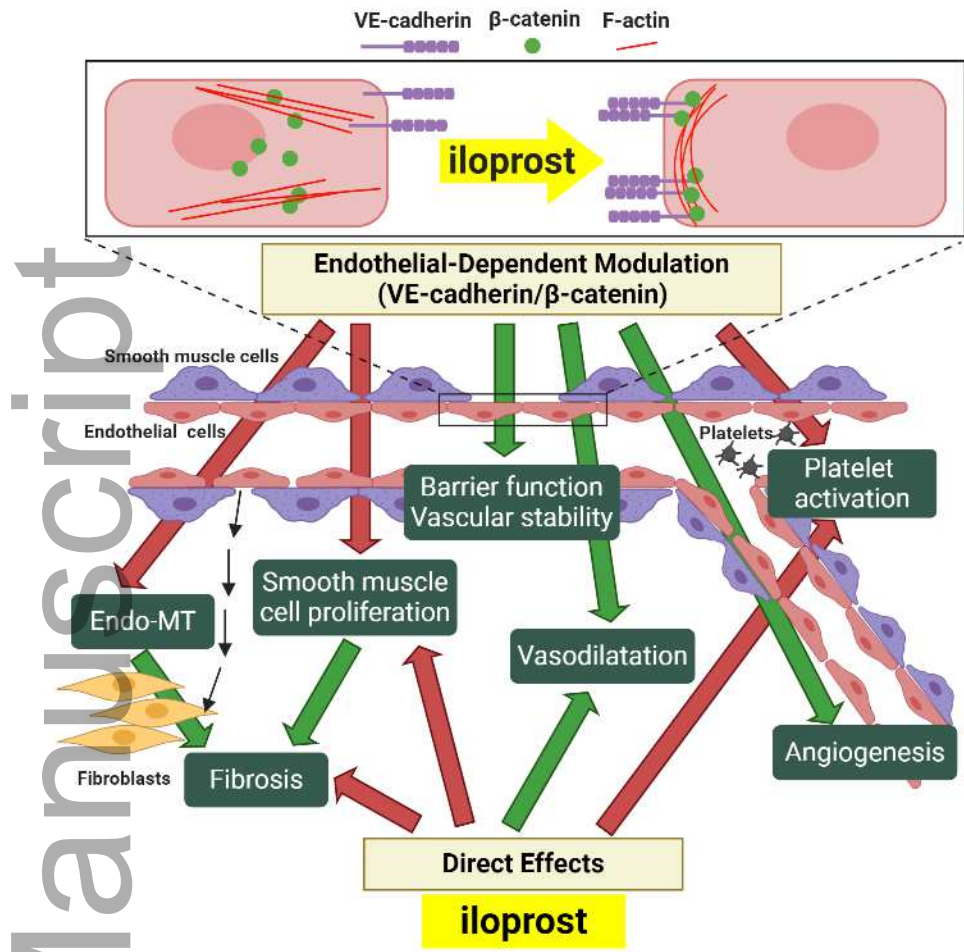 VE-cadherin
β-catenin
F-actin
iloprost
Endothelial-Dependent Modulation
(VE-cadherin/β-catenin)
Smooth muscle cells
Endothelial cells
Platelets
Platelet
activation
Barrier function
Vascular stability
Smooth muscle
cell proliferation
Endo-MT
Vasodilatation
Angiogenesis
Fibroblasts
Fibrosis
Direct Effects
iloprost
Manuscript